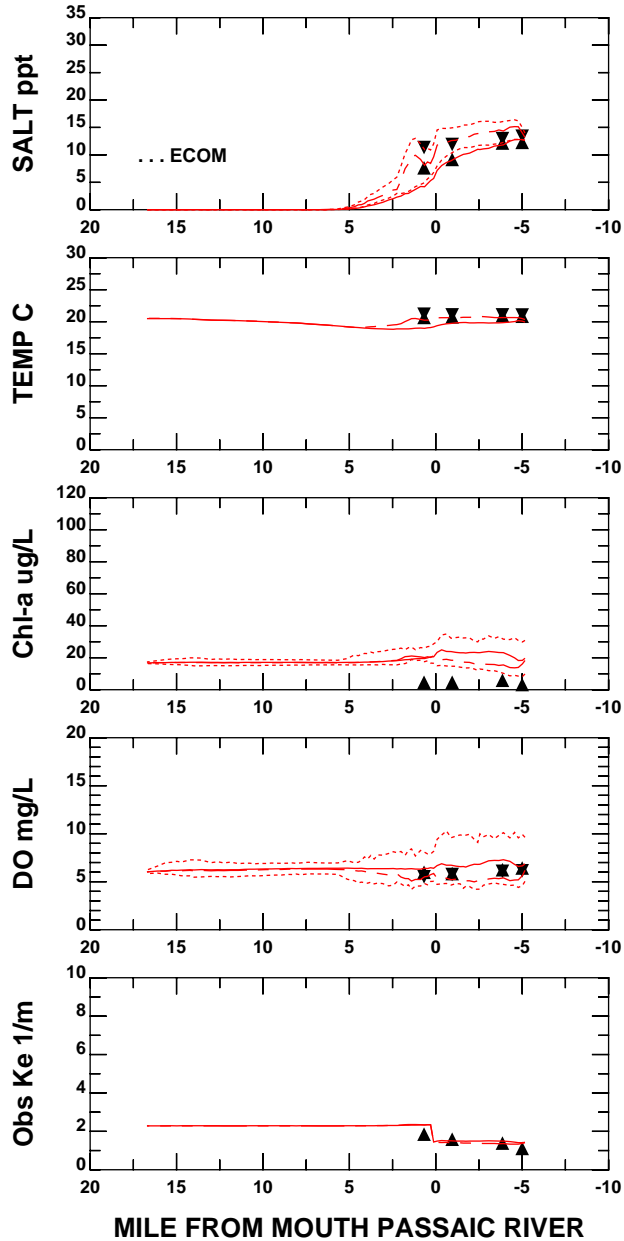 SALT ppt
35
30
25
20
15
10
5
0
. . . ECOM
20 15 10 5 0 -5 -10
TEMP C
30
25
20
15
10
5
0
20 15 10 5 0 -5 -10
Chl-a ug/L
120
100
80
60
40
20
0
20 15 10 5 0 -5 -10
DO mg/L
20
15
10
5
0
20 15 10 5 0 -5 -10
Obs Ke 1/m
10
8
6
4
2
0
20 15 10 5 0 -5 -10
MILE FROM MOUTH PASSAIC RIVER